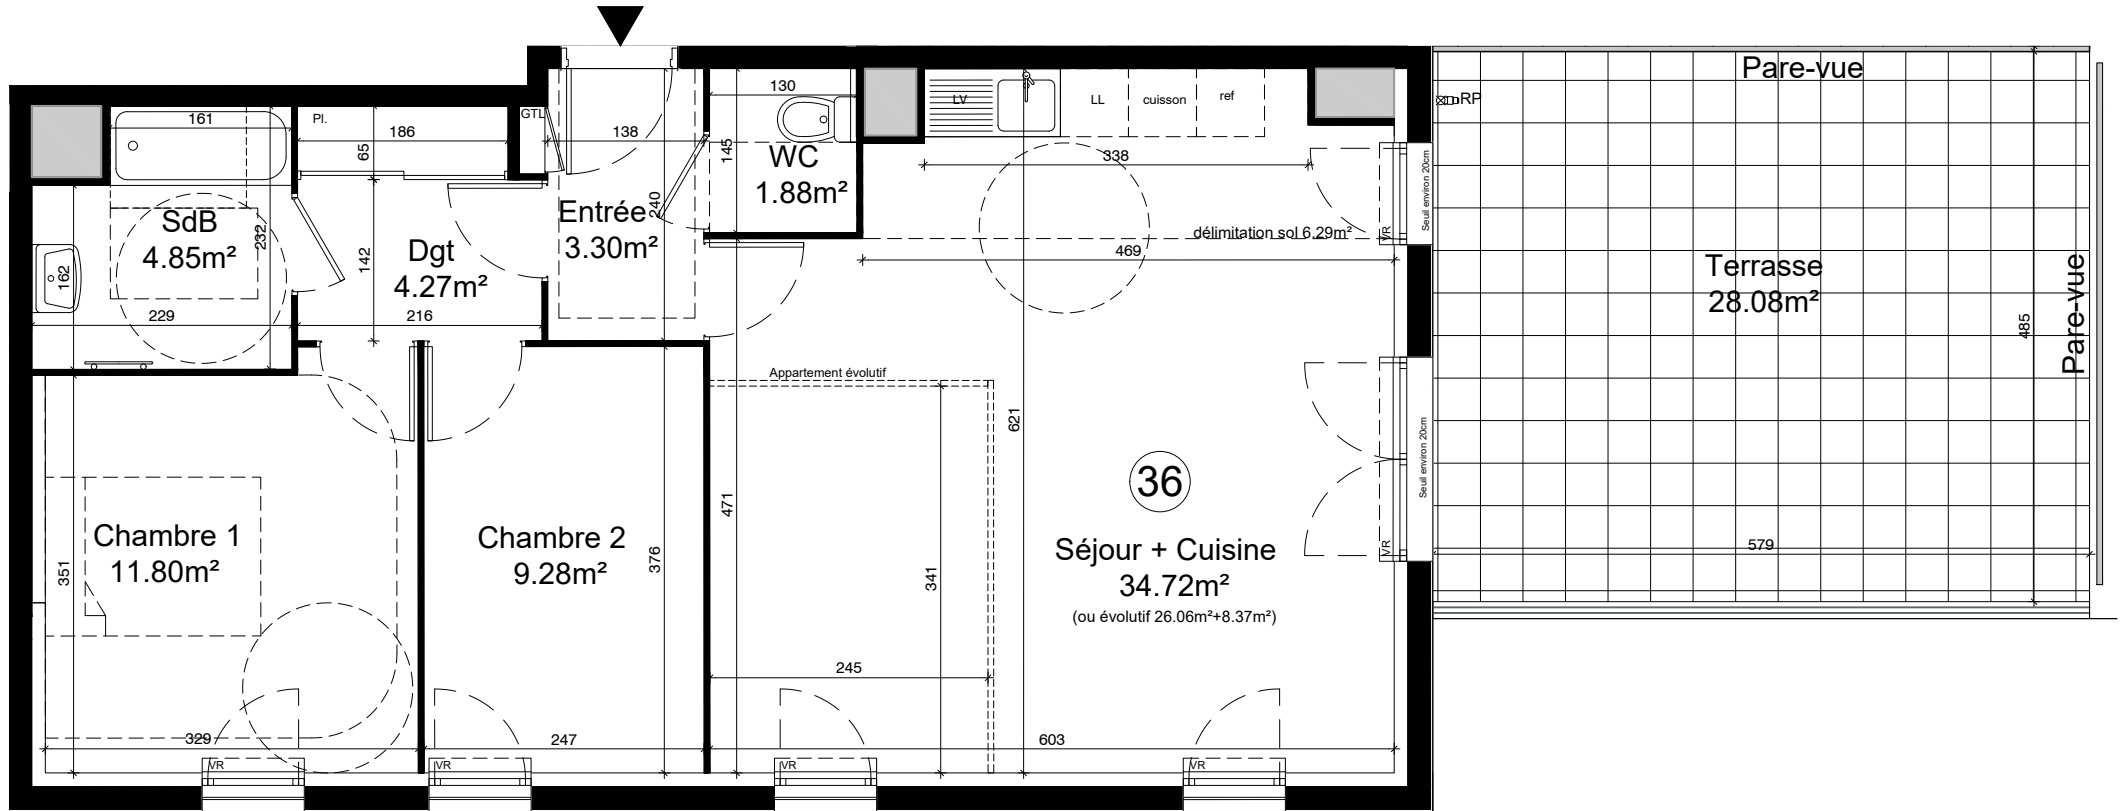 Pare-vue
RP
130
161
Pl.
GTL
LV
LL
cuisson
ref
186
138
65
145
WC
1.88m²
338
Seuil environ 20cm
SdB
4.85m²
232
162
Entrée
3.30m²
240
Dgt
4.27m²
142
délimitation sol 6.29m²
VR
469
Terrasse
28.08m²
Pare-vue
485
229
216
Appartement évolutif
621
36
471
Seuil environ 20cm
Chambre 1
11.80m²
351
Chambre 2
9.28m²
376
341
Séjour + Cuisine
34.72m²
(ou évolutif 26.06m²+8.37m²)
VR
579
245
329
247
603
VR
VR
VR
VR